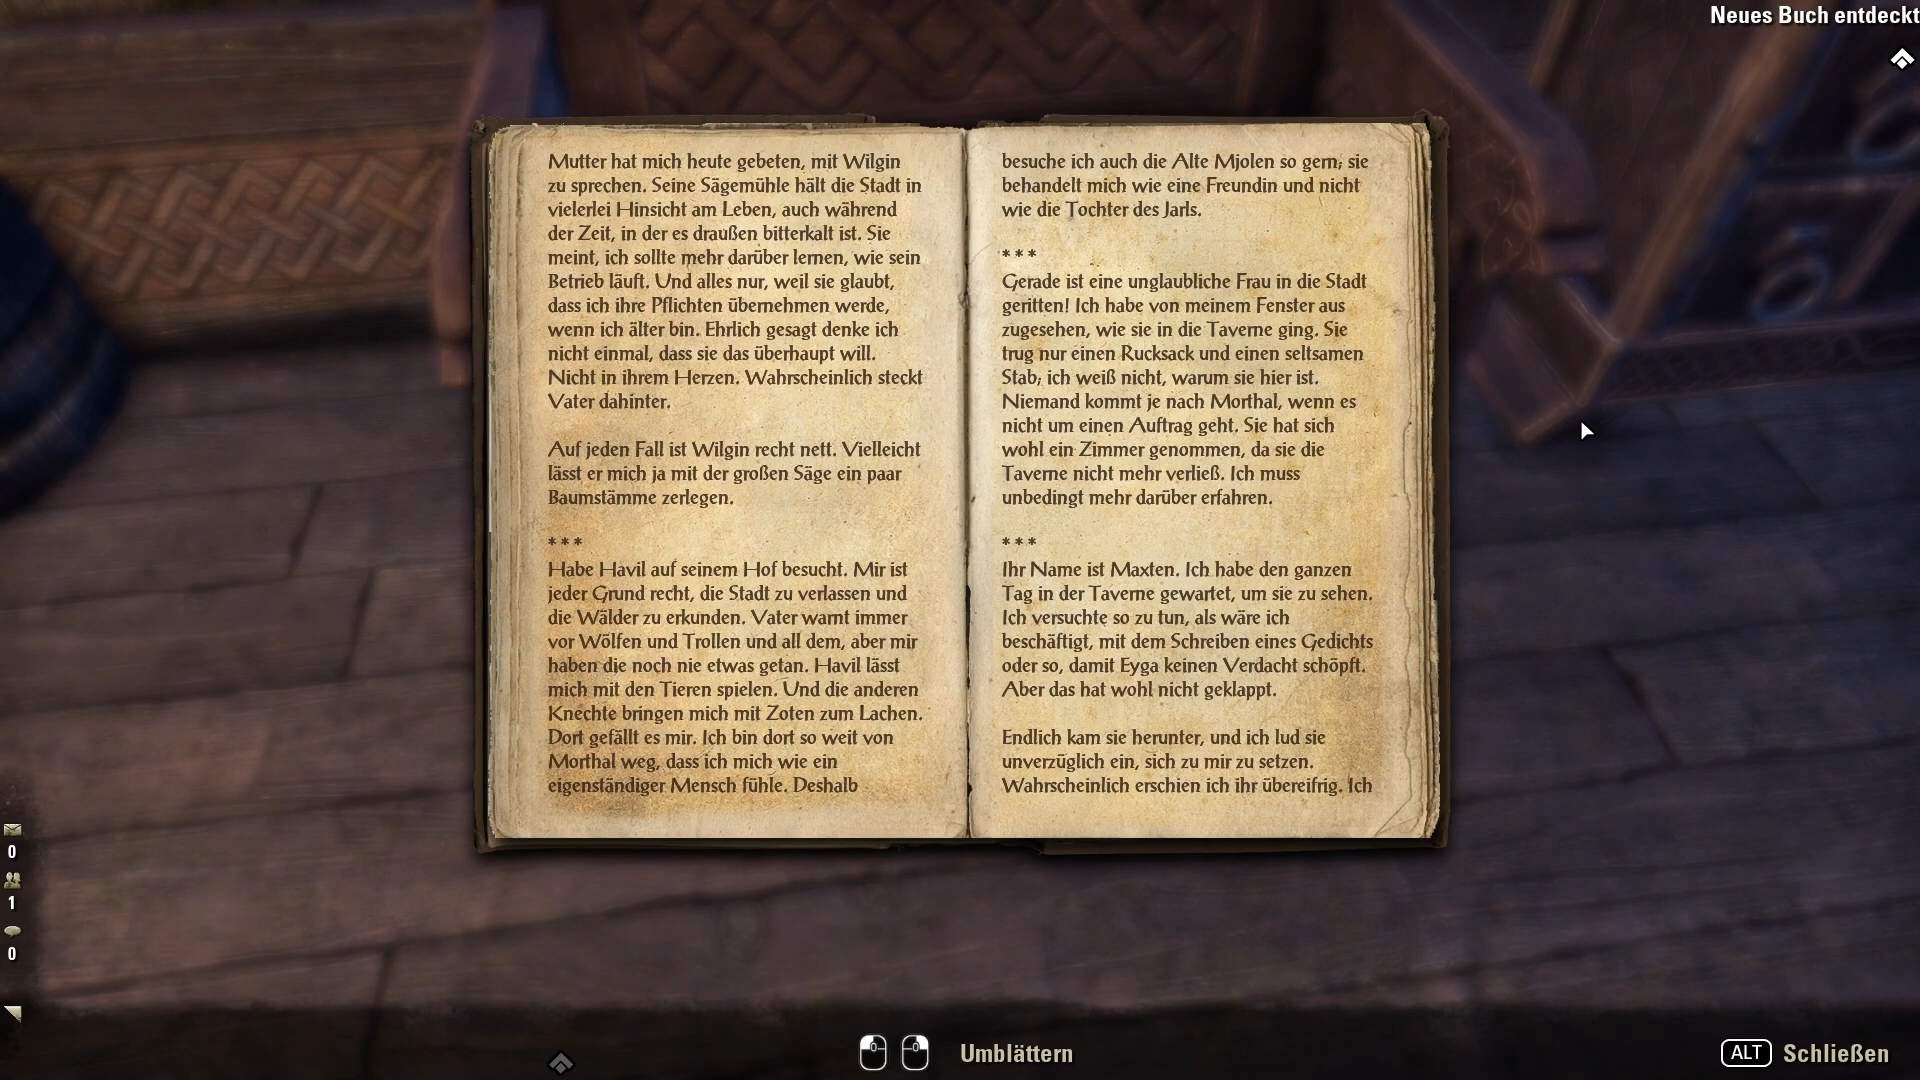 Neues Buch entdeckt
Mutter hat mich heute gebeten, mit Wilgin
zu sprechen. Seine Sägemühle hält die Stadt in
vielerlei Hinsicht am Leben, auch während
der Zeit, in der es draußen bitterkalt ist. Sie
meint, ich sollte mehr darüber lernen, wie sein
Betrieb läuft. Und alles nur, weil sie glaubt,
dass ich ihre Pflichten übernehmen werde,
wenn ich älter bin. Ehrlich gesagt denke ich
nicht einmal, dass sie das überhaupt will.
Nicht in ihrem Herzen. Wahrscheinlich steckt
Vater dahinter.
Auf jeden Fall ist Wilgin recht nett. Vielleicht
lässt er mich ja mit der großen Säge ein paar
Baumstämme zerlegen.
***
Habe Havil auf seinem Hof besucht. Mir ist
jeder Grund recht, die Stadt zu verlassen und
die Wälder zu erkunden. Vater warnt immer
vor Wölfen und Trollen und all dem, aber mir
haben die noch nie etwas getan. Havil lässt
mich mit den Tieren spielen. Und die anderen
Knechte bringen mich mit Zoten zum Lachen.
Dort gefällt es mir. Ich bin dort so weit von
Morthal weg, dass ich mich wie ein
eigenständiger Mensch fühle. Deshalb
besuche ich auch die Alte Mjolen so gern; sie
behandelt mich wie eine Freundin und nicht
wie die Tochter des Jarls.
***
Gerade ist eine unglaubliche Frau in die Stadt
geritten! Ich habe von meinem Fenster aus
zugesehen, wie sie in die Taverne ging. Sie
trug nur einen Rucksack und einen seltsamen
Stab; ich weiß nicht, warum sie hier ist.
Niemand kommt je nach Morthal, wenn es
nicht um einen Auftrag geht. Sie hat sich
wohl ein Zimmer genommen, da sie die
Taverne nicht mehr verließ. Ich muss
unbedingt mehr darüber erfahren.
***
Ihr Name ist Maxten. Ich habe den ganzen
Tag in der Taverne gewartet, um sie zu sehen.
Ich versuchte so zu tun, als wäre ich
beschäftigt, mit dem Schreiben eines Gedichts
oder so, damit Eyga keinen Verdacht schöpft.
Aber das hat wohl nicht geklappt.
Endlich kam sie herunter, und ich lud sie
unverzüglich ein, sich zu mir zu setzen.
Wahrscheinlich erschien ich ihr übereifrig. Ich
0
1
0
Umblättern
ALT Schließen